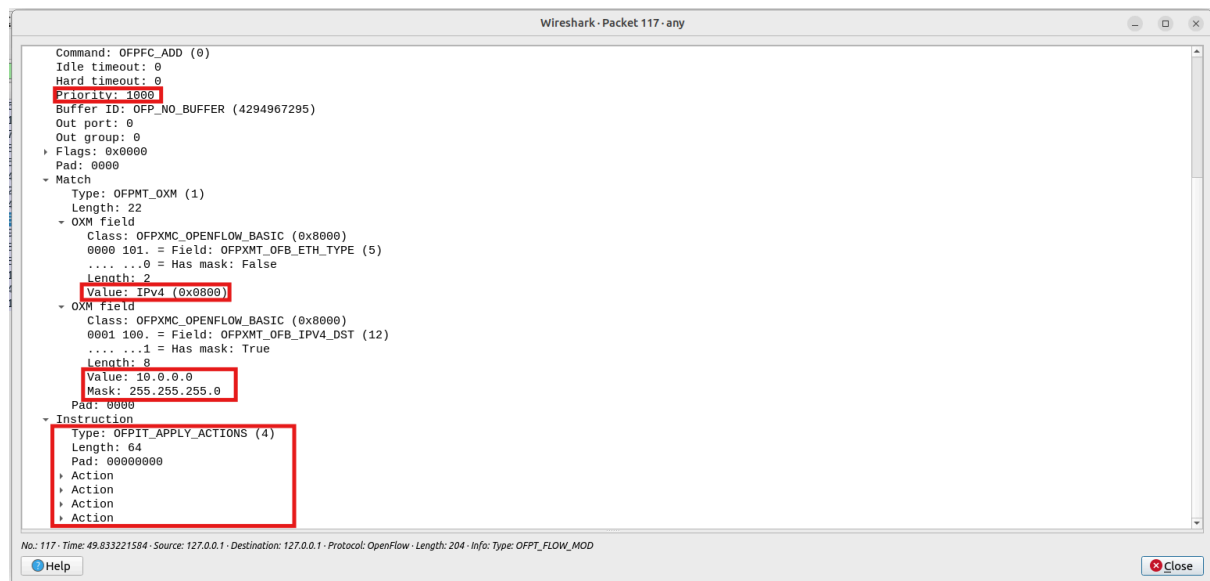 Wireshark · Packet 117 · any
Command: OFPFC_ADD (0)
Idle timeout: 0
Hard timeout: 0
Priority: 1000
Buffer ID: OFP_NO_BUFFER (4294967295)
Out port: 0
Out group: 0
Flags: 0x0000
Pad: 0000
Match
Type: OFPMT_OXM (1)
Length: 22
OXM field
Class: OFPXMC_OPENFLOW_BASIC (0x8000)
0000 101. = Field: OFPXMT_OFB_ETH_TYPE (5)
.... ...0 = Has mask: False
Length: 2
Value: IPv4 (0x0800)
OXM field
Class: OFPXMC_OPENFLOW_BASIC (0x8000)
0001 100. = Field: OFPXMT_OFB_IPV4_DST (12)
.... ...1 = Has mask: True
Length: 8
Value: 10.0.0.0
Mask: 255.255.255.0
Pad: 0000
Instruction
Type: OFPIT_APPLY_ACTIONS (4)
Length: 64
Pad: 00000000
Action
Action
Action
Action
No.: 117 · Time: 49.833221584 · Source: 127.0.0.1 · Destination: 127.0.0.1 · Protocol: OpenFlow · Length: 204 · Info: Type: OFPT_FLOW_MOD
Help
Close